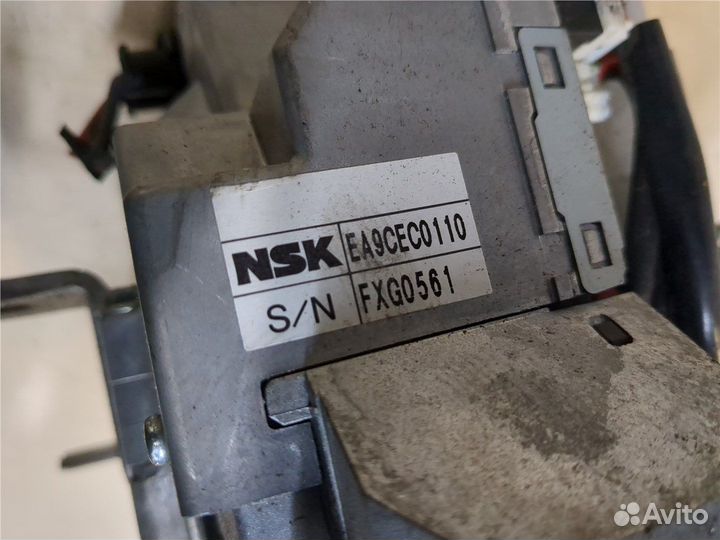 NSK EA9CEC0110
S/N FXG0561
Avito